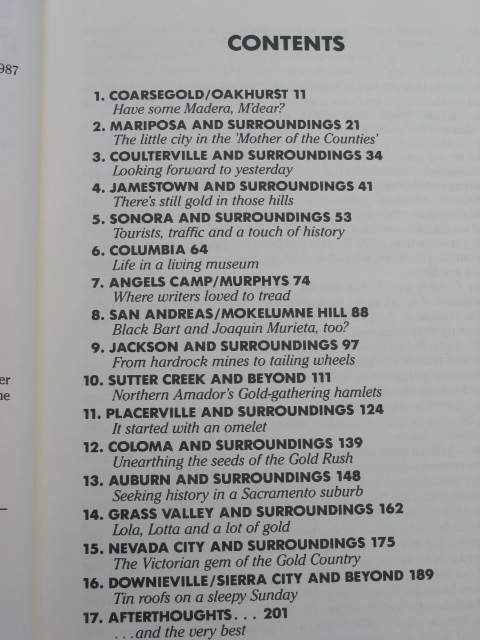 987
er
ne
CONTENTS
1. COARSEGOLD/OAKHURST 11
Have some Madera, M'dear?
2. MARIPOSA AND SURROUNDINGS 21
The little city in the 'Mother of the Counties'
3. COULTERVILLE AND SURROUNDINGS 34
Looking forward to yesterday
4. JAMESTOWN AND SURROUNDINGS 41
There's still gold in those hills
5. SONORA AND SURROUNDINGS 53
Tourists, traffic and a touch of history
6. COLUMBIA 64
Life in a living museum
7. ANGELS CAMP/MURPHYS 74
Where writers loved to tread
8. SAN ANDREAS/MOKELUMNE HILL 88
Black Bart and Joaquin Murieta, too?
9. JACKSON AND SURROUNDINGS 97
From hardrock mines to tailing wheels
10. SUTTER CREEK AND BEYOND 111
Northern Amador's Gold-gathering hamlets
11. PLACERVILLE AND SURROUNDINGS 124
It started with an omelet
12. COLOMA AND SURROUNDINGS 139
Unearthing the seeds of the Gold Rush
13. AUBURN AND SURROUNDINGS 148
Seeking history in a Sacramento suburb
14. GRASS VALLEY AND SURROUNDINGS 162
Lola, Lotta and a lot of gold
15. NEVADA CITY AND SURROUNDINGS 175
The Victorian gem of the Gold Country
16. DOWNIEVILLE/SIERRA CITY AND BEYOND 189
Tin roofs on a sleepy Sunday
17. AFTERTHOUGHTS . . . 201
. . .and the very best